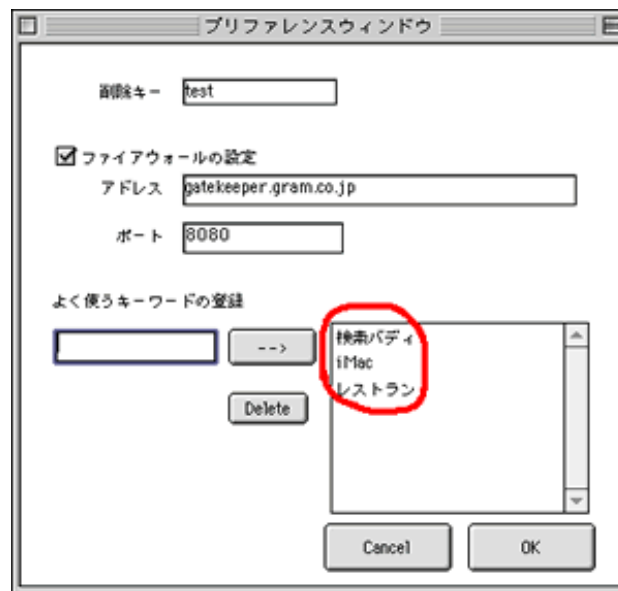 プリファレンスウィンドウ
削除キー test
ファイアウォールの設定
アドレス gatekeeper.gram.co.jp
ポート 8080
よく使うキーワードの登録
-->
検索バディ
iMac
レストラン
Delete
Cancel OK